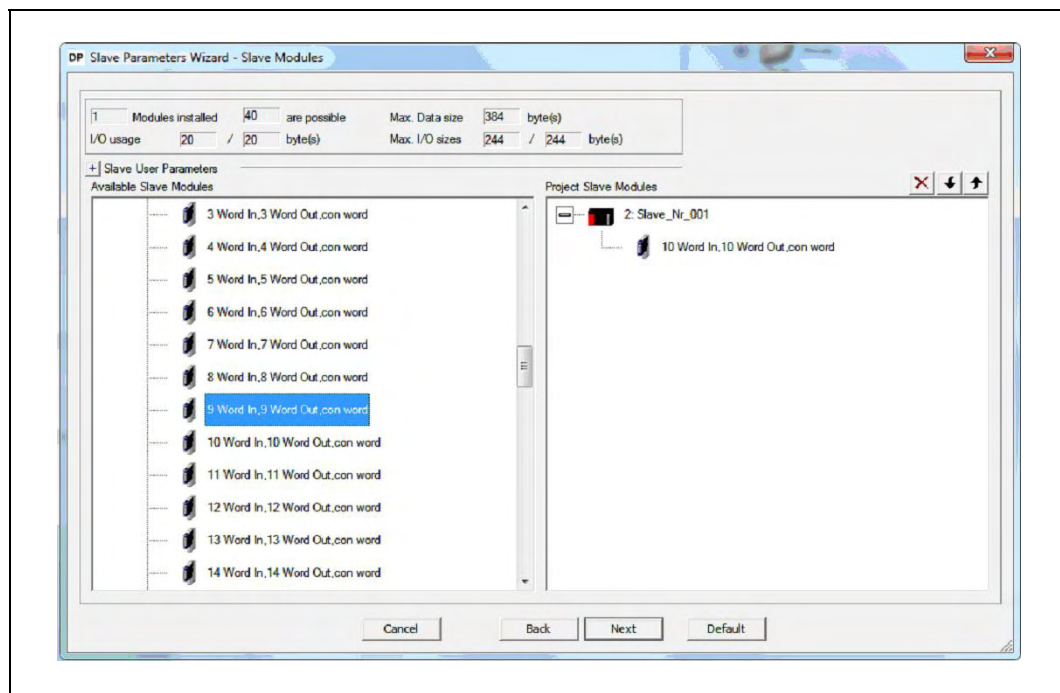 DP Slave Parameters Wizard - Slave Modules
1 Modules installed 40 are possible Max. Data size 384 byte(s)
I/O usage 20 / 20 byte(s) Max. I/O sizes 244 / 244 byte(s)
+ Slave User Parameters
Available Slave Modules
3 Word In,3 Word Out,con word
4 Word In,4 Word Out,con word
5 Word In,5 Word Out,con word
6 Word In,6 Word Out,con word
7 Word In,7 Word Out,con word
8 Word In,8 Word Out,con word
9 Word In,9 Word Out,con word
10 Word In,10 Word Out,con word
11 Word In,11 Word Out,con word
12 Word In,12 Word Out,con word
13 Word In,13 Word Out,con word
14 Word In,14 Word Out,con word
Project Slave Modules
2: Slave_Nr_001
10 Word In,10 Word Out,con word
Cancel Back Next Default